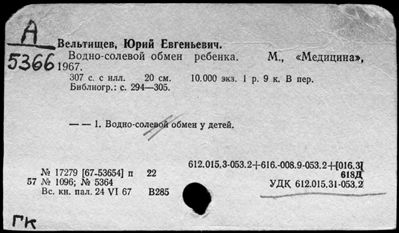 А
5366
Вельтищев, Юрий Евгеньевич.
Водно-солевой обмен ребенка. М., «Медицина»,
1967.
307 с. с илл. 20 см. 10.000 экз. 1 р. 9 к. В пер.
Библиогр.: с. 294—305.
— — 1. Водно-солевой обмен у детей.
612.015.3-053.2+616.-008.9-053.2+[016.3]
618Д
№ 17279 [67-53654] п 22
57 № 1096; № 5364
УДК 612.015.31-053.2
Вс. кн. пал. 24 VI 67 В285
ГК